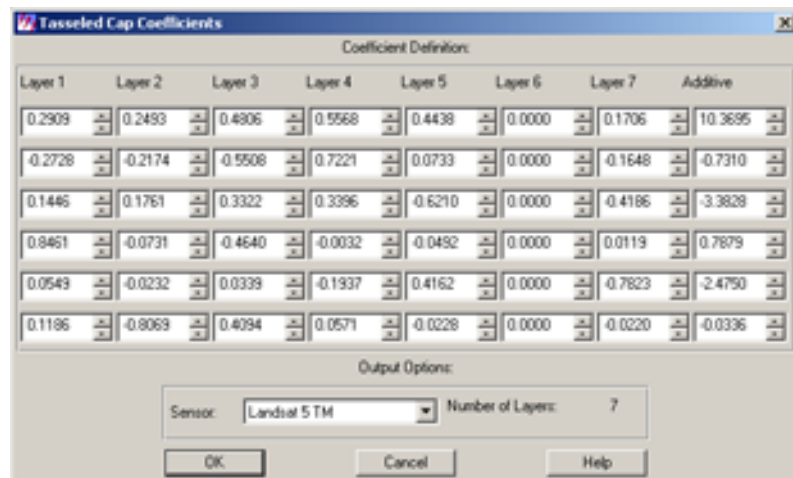 Tasseled Cap Coefficients
Coefficient Definition:
Layer 1 Layer 2 Layer 3 Layer 4 Layer 5 Layer 6 Layer 7 Additive
0.2909 0.2493 0.4806 0.5568 0.4438 0.0000 0.1706 10.3695
-0.2728 -0.2174 -0.5508 0.7221 0.0733 0.0000 -0.1648 -0.7310
0.1446 0.1761 0.3322 0.3396 -0.6210 0.0000 -0.4186 -3.3828
0.8461 -0.0731 -0.4640 -0.0032 -0.0492 0.0000 0.0119 0.7879
0.0549 -0.0232 0.0339 -0.1937 0.4162 0.0000 -0.7823 -2.4750
0.1186 -0.8069 0.4094 0.0571 -0.0228 0.0000 -0.0220 -0.0336
Output Options:
Sensor: Landsat 5 TM Number of Layers: 7
OK Cancel Help